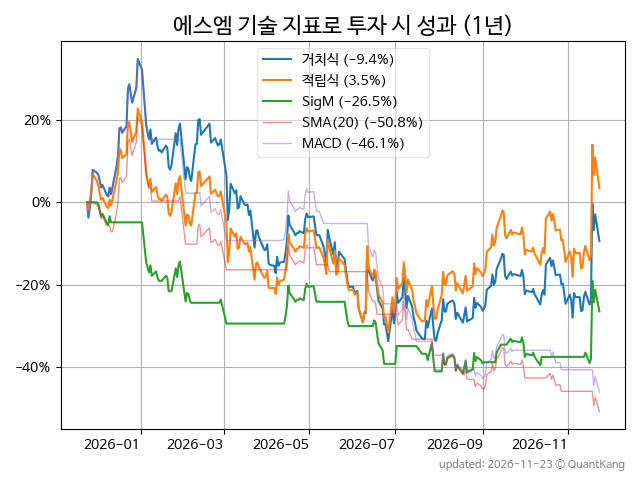 에스엠 기술 지표로 투자 시 성과 (1년)
거치식 (-9.4%)
적립식 (3.5%)
SigM (-26.5%)
SMA(20) (-50.8%)
MACD (-46.1%)
20%
0%
-20%
-40%
2026-01 2026-03 2026-05 2026-07 2026-09 2026-11
updated: 2026-11-23 ⓒ QuantKang